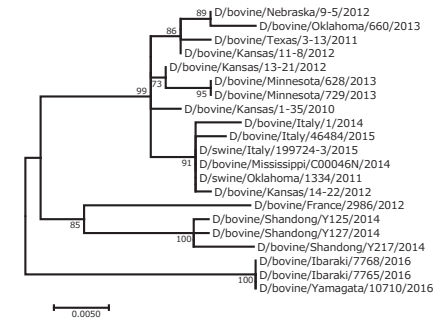 D/bovine/Nebraska/9-5/2012
89
D/bovine/Oklahoma/660/2013
86
D/bovine/Texas/3-13/2011
D/bovine/Kansas/11-8/2012
D/bovine/Kansas/13-21/2012
73
D/bovine/Minnesota/628/2013
99
95
D/bovine/Minnesota/729/2013
D/bovine/Kansas/1-35/2010
D/bovine/Italy/1/2014
D/bovine/Italy/46484/2015
D/swine/Italy/199724-3/2015
91
D/bovine/Mississippi/C00046N/2014
D/swine/Oklahoma/1334/2011
D/bovine/Kansas/14-22/2012
D/bovine/France/2986/2012
85
D/bovine/Shandong/Y125/2014
D/bovine/Shandong/Y127/2014
100
D/bovine/Shandong/Y217/2014
D/bovine/Ibaraki/7768/2016
D/bovine/Ibaraki/7765/2016
100
D/bovine/Yamagata/10710/2016
0.0050